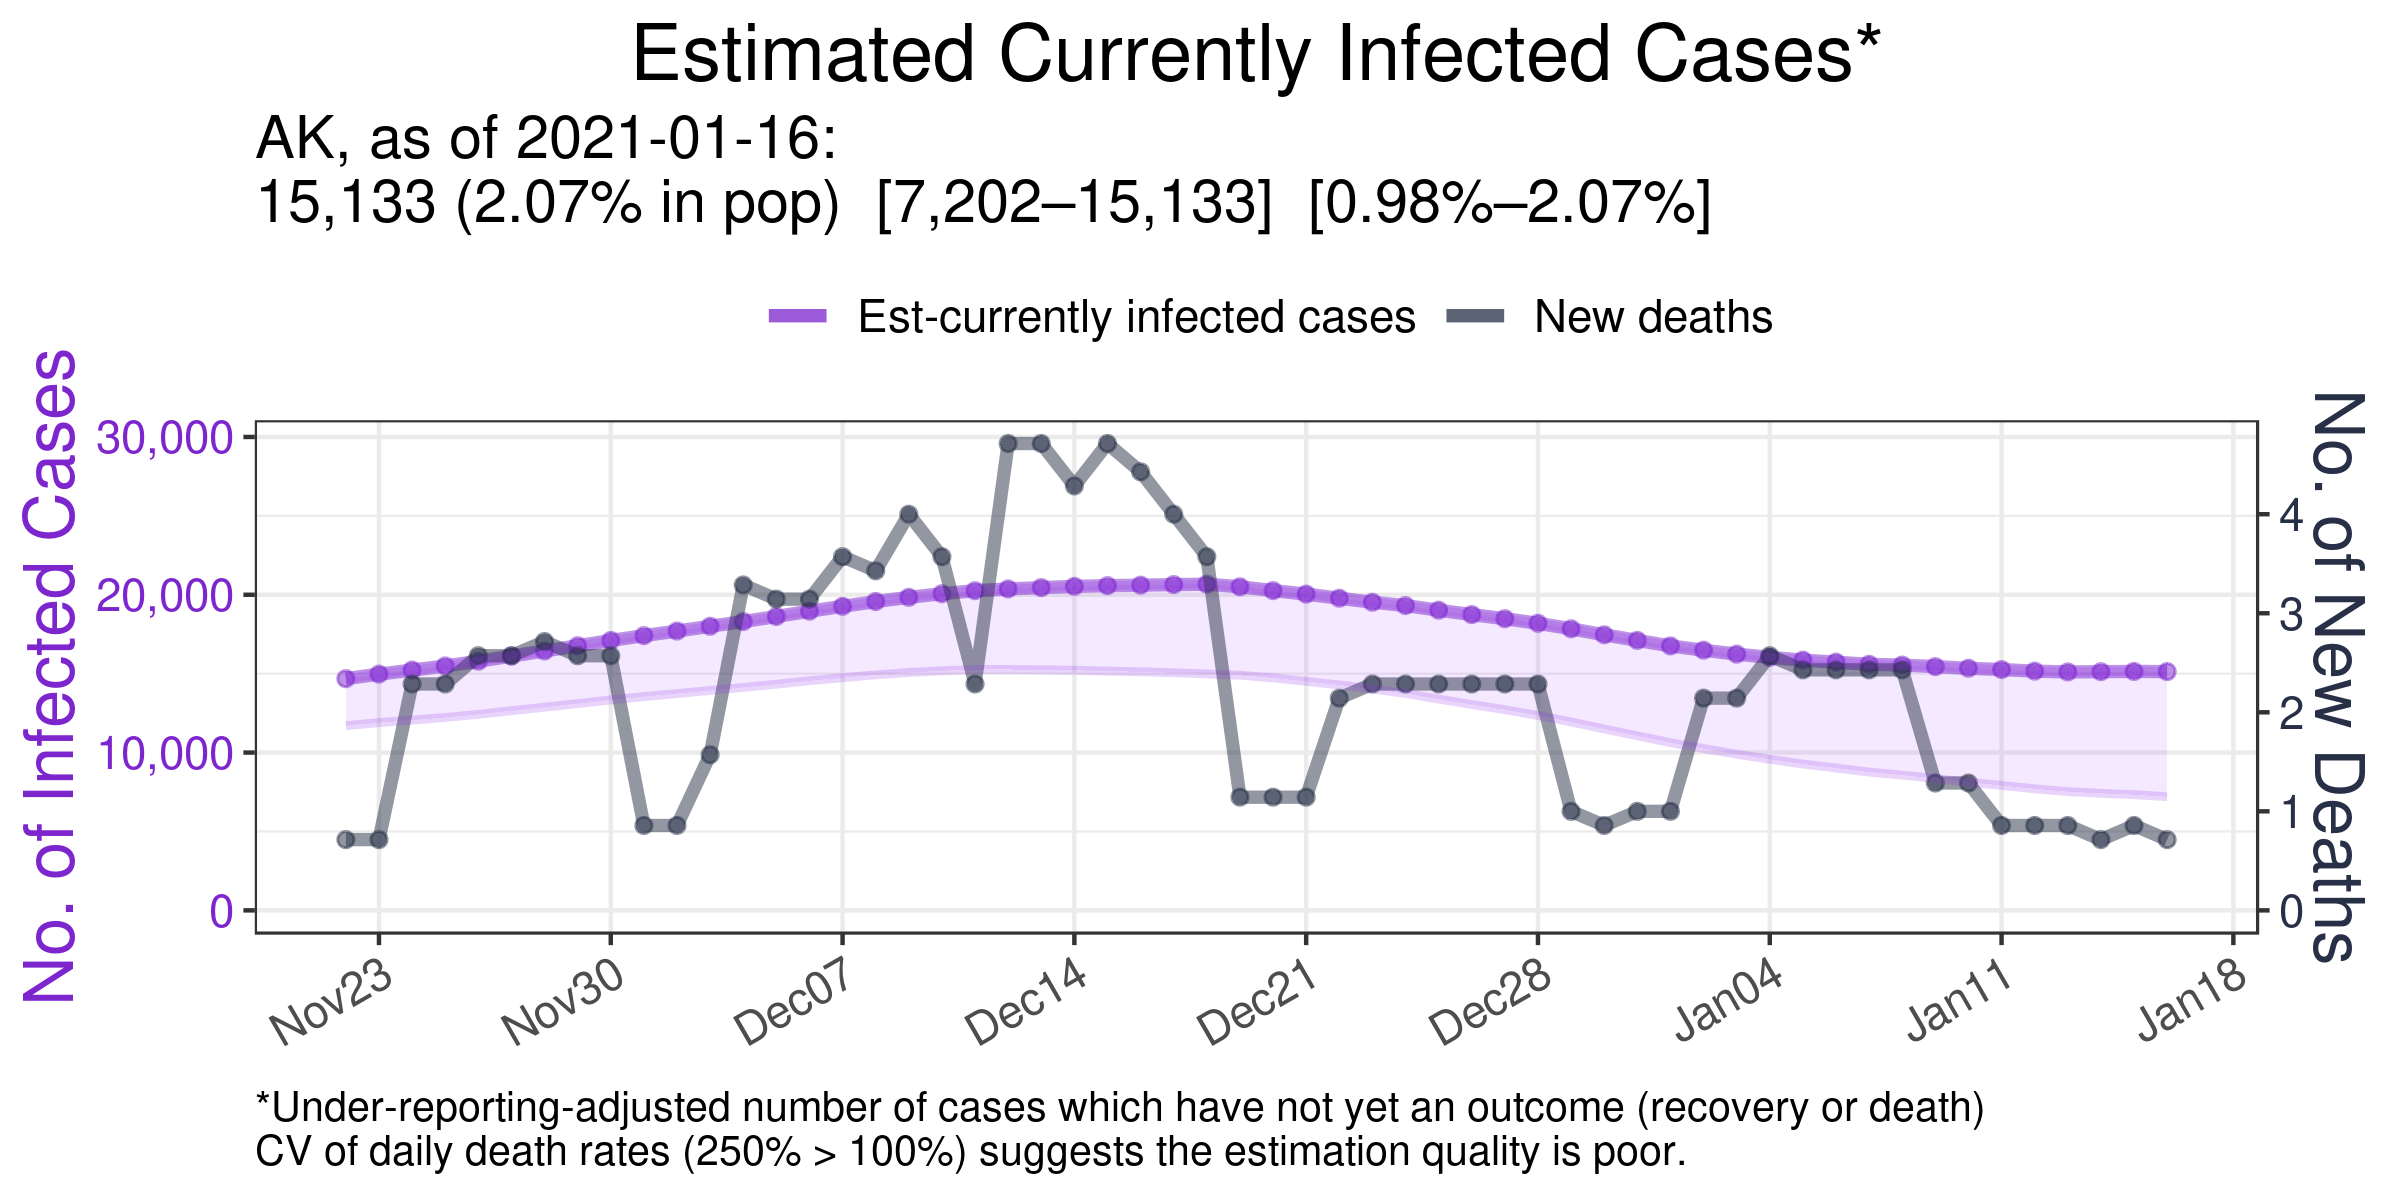 Estimated Currently Infected Cases*
AK, as of 2021-01-16:
15,133 (2.07% in pop)  [7,202–15,133]  [0.98%–2.07%]
Est-currently infected cases
New deaths
No. of Infected Cases
30,000
20,000
10,000
0
No. of New Deaths
4
3
2
1
0
Nov23
Nov30
Dec07
Dec14
Dec21
Dec28
Jan04
Jan11
Jan18
*Under-reporting-adjusted number of cases which have not yet an outcome (recovery or death)
CV of daily death rates (250% > 100%) suggests the estimation quality is poor.